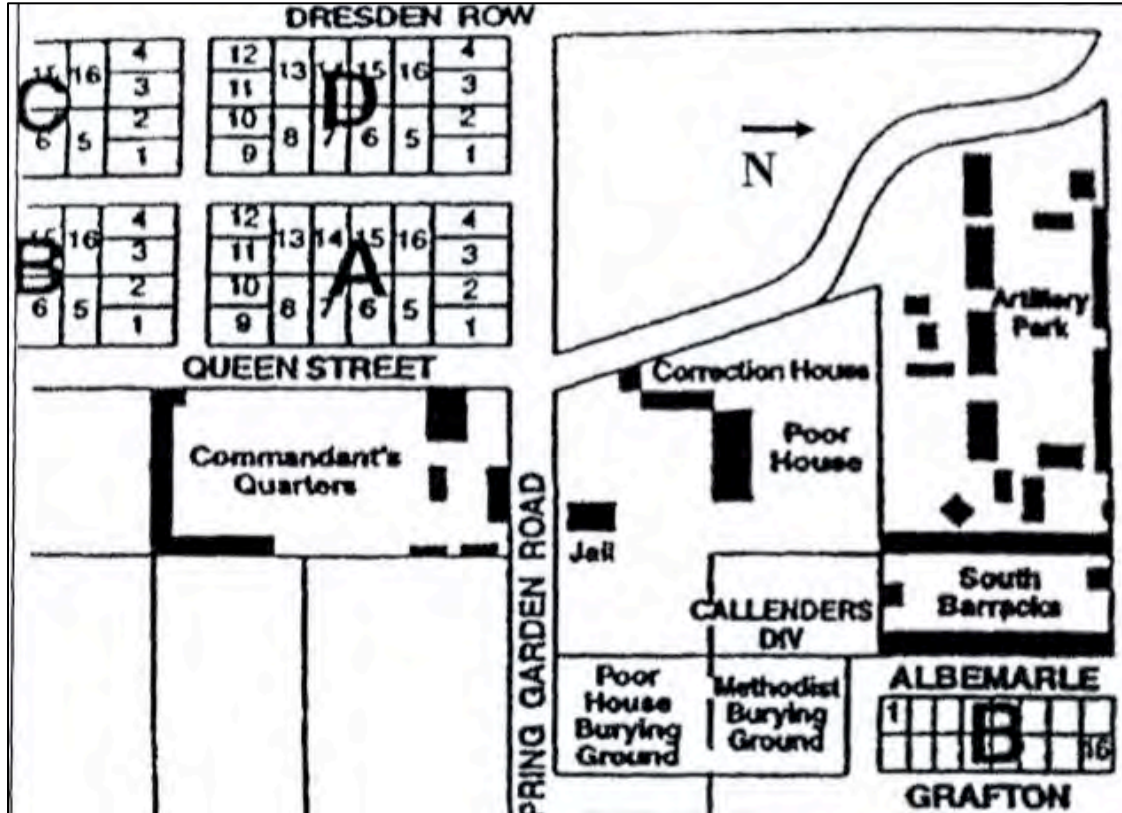 DRESDEN ROW
15 16 4
3
C
6 5 2
1
12 13 14 15 16 4
11 3
D
10 8 7 6 5 2
9 1
N
15 16 4
3
B
6 5 2
1
12 13 14 15 16 4
11 3
A
10 8 7 6 5 2
9 1
Artillery
Park
QUEEN STREET
Correction House
Commandant's
Quarters
Poor
House
Jail
PRING GARDEN ROAD
South
Barracks
CALLENDERS
DIV
Poor
House
Burying
Ground
Methodist
Burying
Ground
ALBEMARLE
1
B
16
GRAFTON